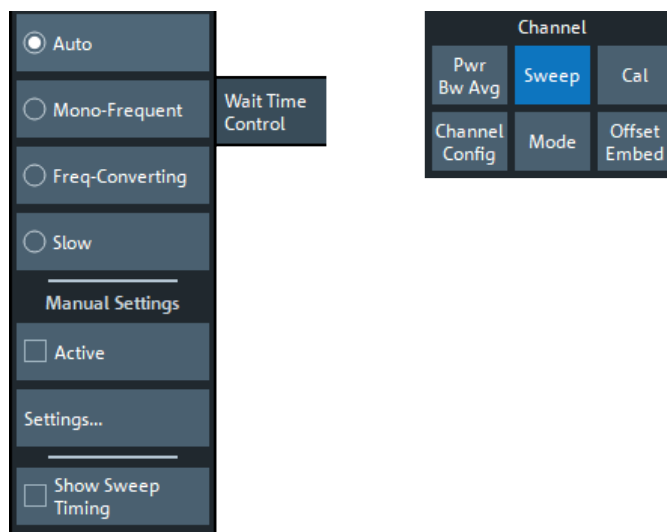 Auto
Mono-Frequent
Freq-Converting
Slow
Manual Settings
Active
Settings...
Show Sweep
Timing
Wait Time
Control
Channel
Pwr
Bw Avg
Sweep
Cal
Channel
Config
Mode
Offset
Embed